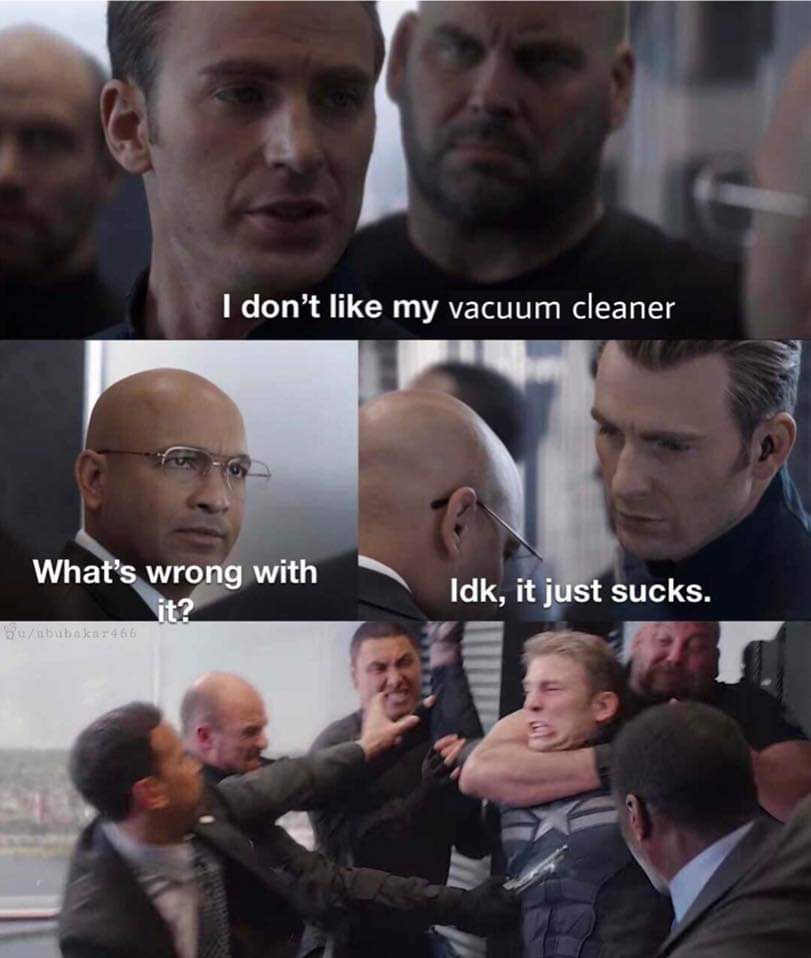 I don't like my vacuum cleaner
What's wrong with
it?
Idk, it just sucks.
u/abubakar466